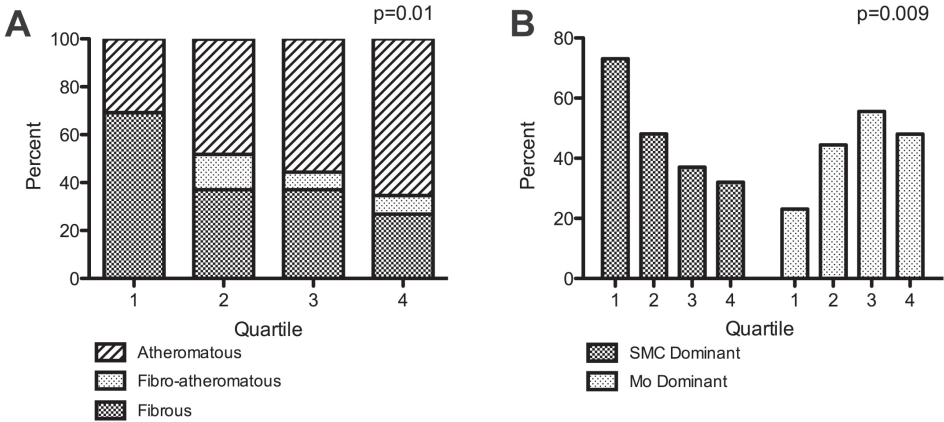 A
p=0.01
Percent
100
80
60
40
20
0
1 2 3 4
Quartile
Atheromatous
Fibro-atheromatous
Fibrous
B
p=0.009
Percent
80
60
40
20
0
1 2 3 4 1 2 3 4
Quartile
SMC Dominant
Mo Dominant